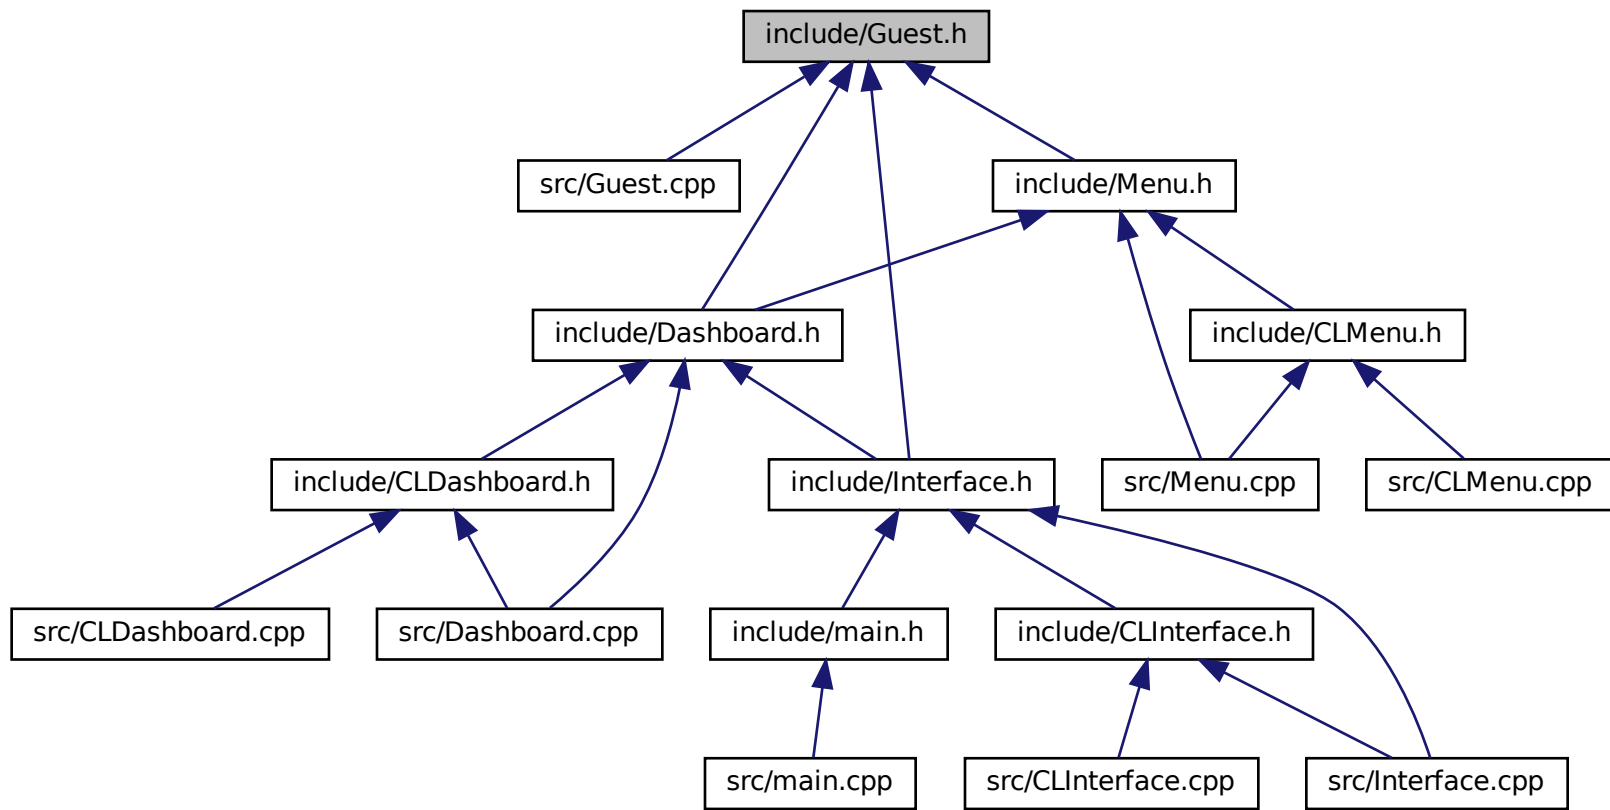 include/Guest.h
src/Guest.cpp
include/Menu.h
include/Dashboard.h
include/CLMenu.h
include/CLDashboard.h
include/Interface.h
src/Menu.cpp
src/CLMenu.cpp
src/CLDashboard.cpp
src/Dashboard.cpp
include/main.h
include/CLInterface.h
src/main.cpp
src/CLInterface.cpp
src/Interface.cpp